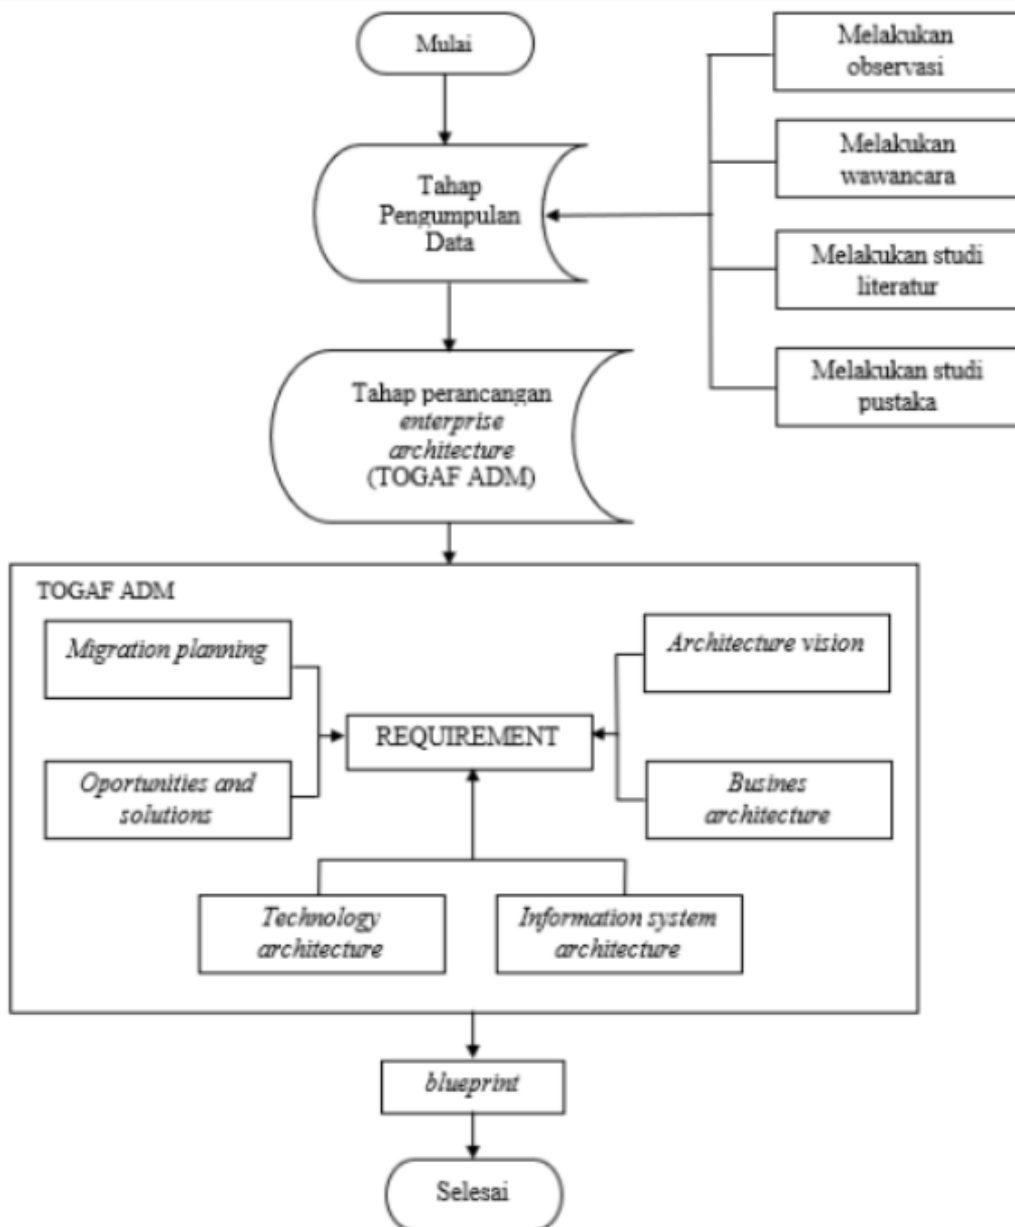 Mulai
Melakukan
observasi
Melakukan
wawancara
Tahap
Pengumpulan
Data
Melakukan studi
literatur
Melakukan studi
pustaka
Tahap perancangan
enterprise
architecture
(TOGAF ADM)
TOGAF ADM
Migration planning
Architecture vision
REQUIREMENT
Oportunities and
solutions
Busines
architecture
Technology
architecture
Information system
architecture
blueprint
Selesai